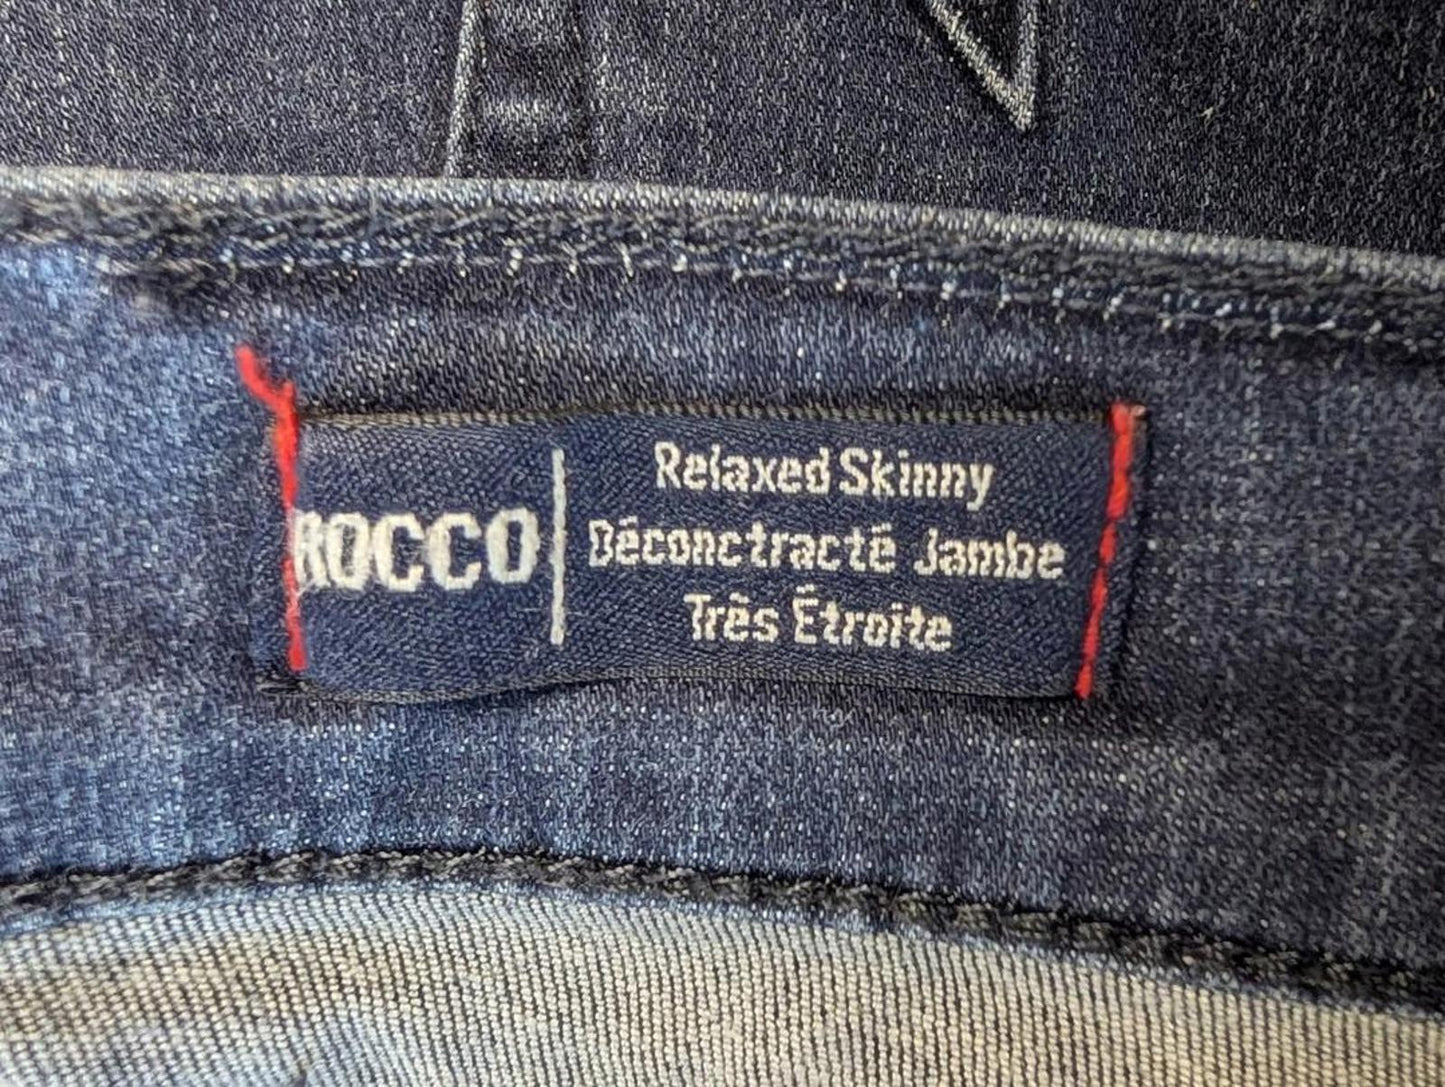 ROCCO
Relaxed Skinny
Déconctracté Jambe
Très Étroite